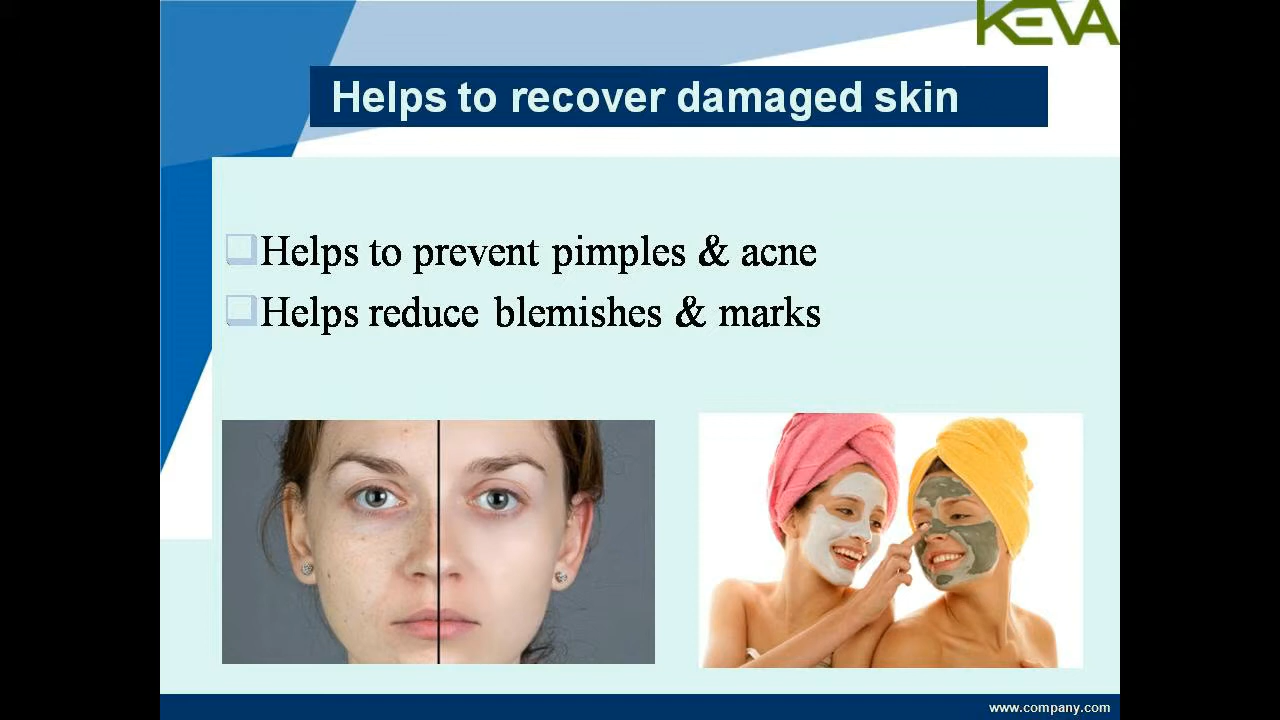 KEVA
Helps to recover damaged skin
Helps to prevent pimples & acne
Helps reduce blemishes & marks
www.company.com